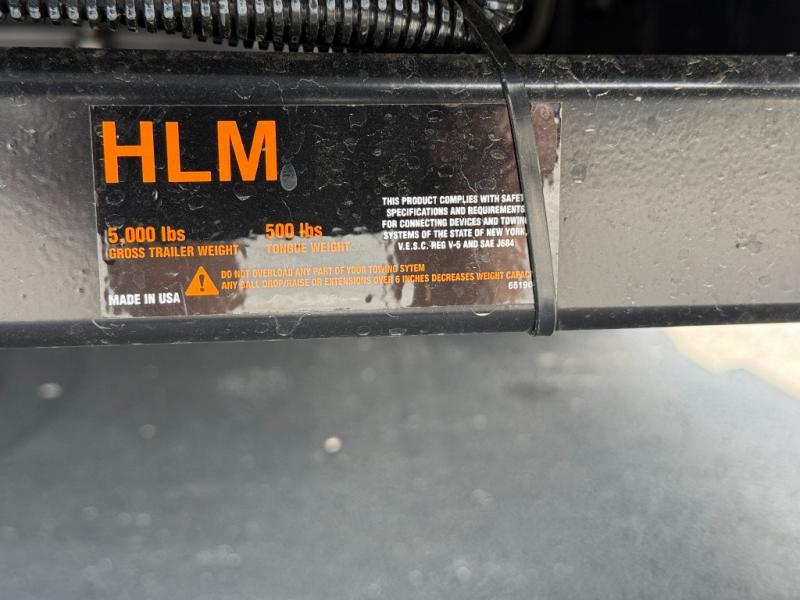 HLM
5,000 lbs
GROSS TRAILER WEIGHT
500 lbs
TONGUE WEIGHT
THIS PRODUCT COMPLIES WITH SAFET
SPECIFICATIONS AND REQUIREMENTS
FOR CONNECTING DEVICES AND TOWING
SYSTEMS OF THE STATE OF NEW YORK,
V.E.S.C. REG V-5 AND SAE J684
DO NOT OVERLOAD ANY PART OF YOUR TOWING SYTEM
ANY BALL DROP/RAISE OR EXTENSIONS OVER 6 INCHES DECREASES WEIGHT CAPACI
MADE IN USA
65190